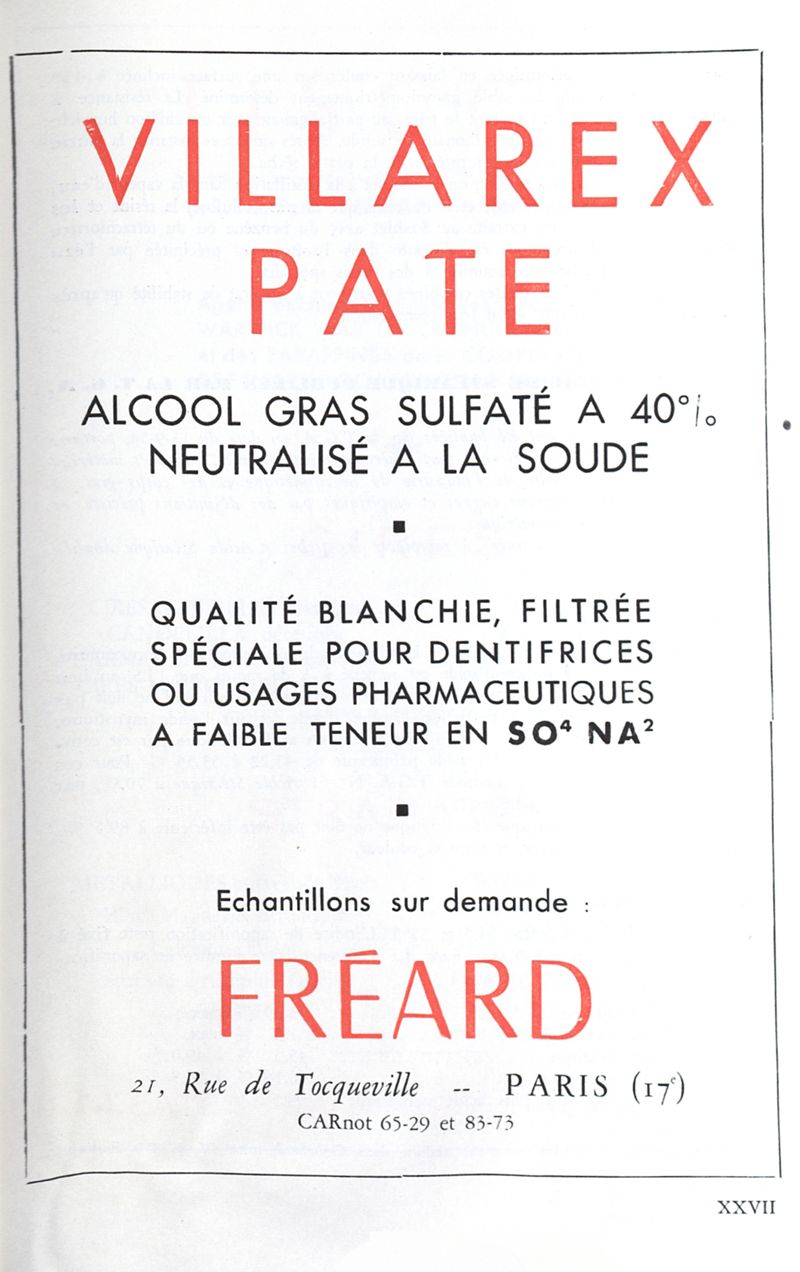 VILLAREX
PATE
ALCOOL GRAS SULFATÉ A 40%
NEUTRALISÉ A LA SOUDE
QUALITÉ BLANCHIE, FILTRÉE
SPÉCIALE POUR DENTIFRICES
OU USAGES PHARMACEUTIQUES
A FAIBLE TENEUR EN SO⁴ NA²
Echantillons sur demande :
FRÉARD
21, Rue de Tocqueville -- PARIS (17ᵉ)
CARnot 65-29 et 83-73
XXVII